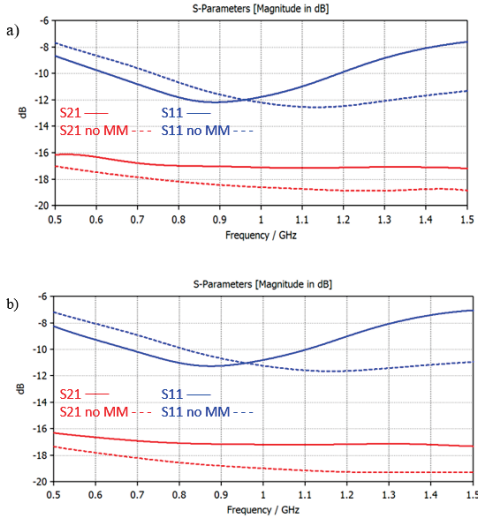 S-Parameters [Magnitude in dB]
a)
-6
-8
-10
-12
-14
-16
-18
-20
dB
S21 S11
S21 no MM S11 no MM
0.5 0.6 0.7 0.8 0.9 1 1.1 1.2 1.3 1.4 1.5
Frequency / GHz
S-Parameters [Magnitude in dB]
b)
-6
-8
-10
-12
-14
-16
-18
-20
dB
S21 S11
S21 no MM S11 no MM
0.5 0.6 0.7 0.8 0.9 1 1.1 1.2 1.3 1.4 1.5
Frequency / GHz